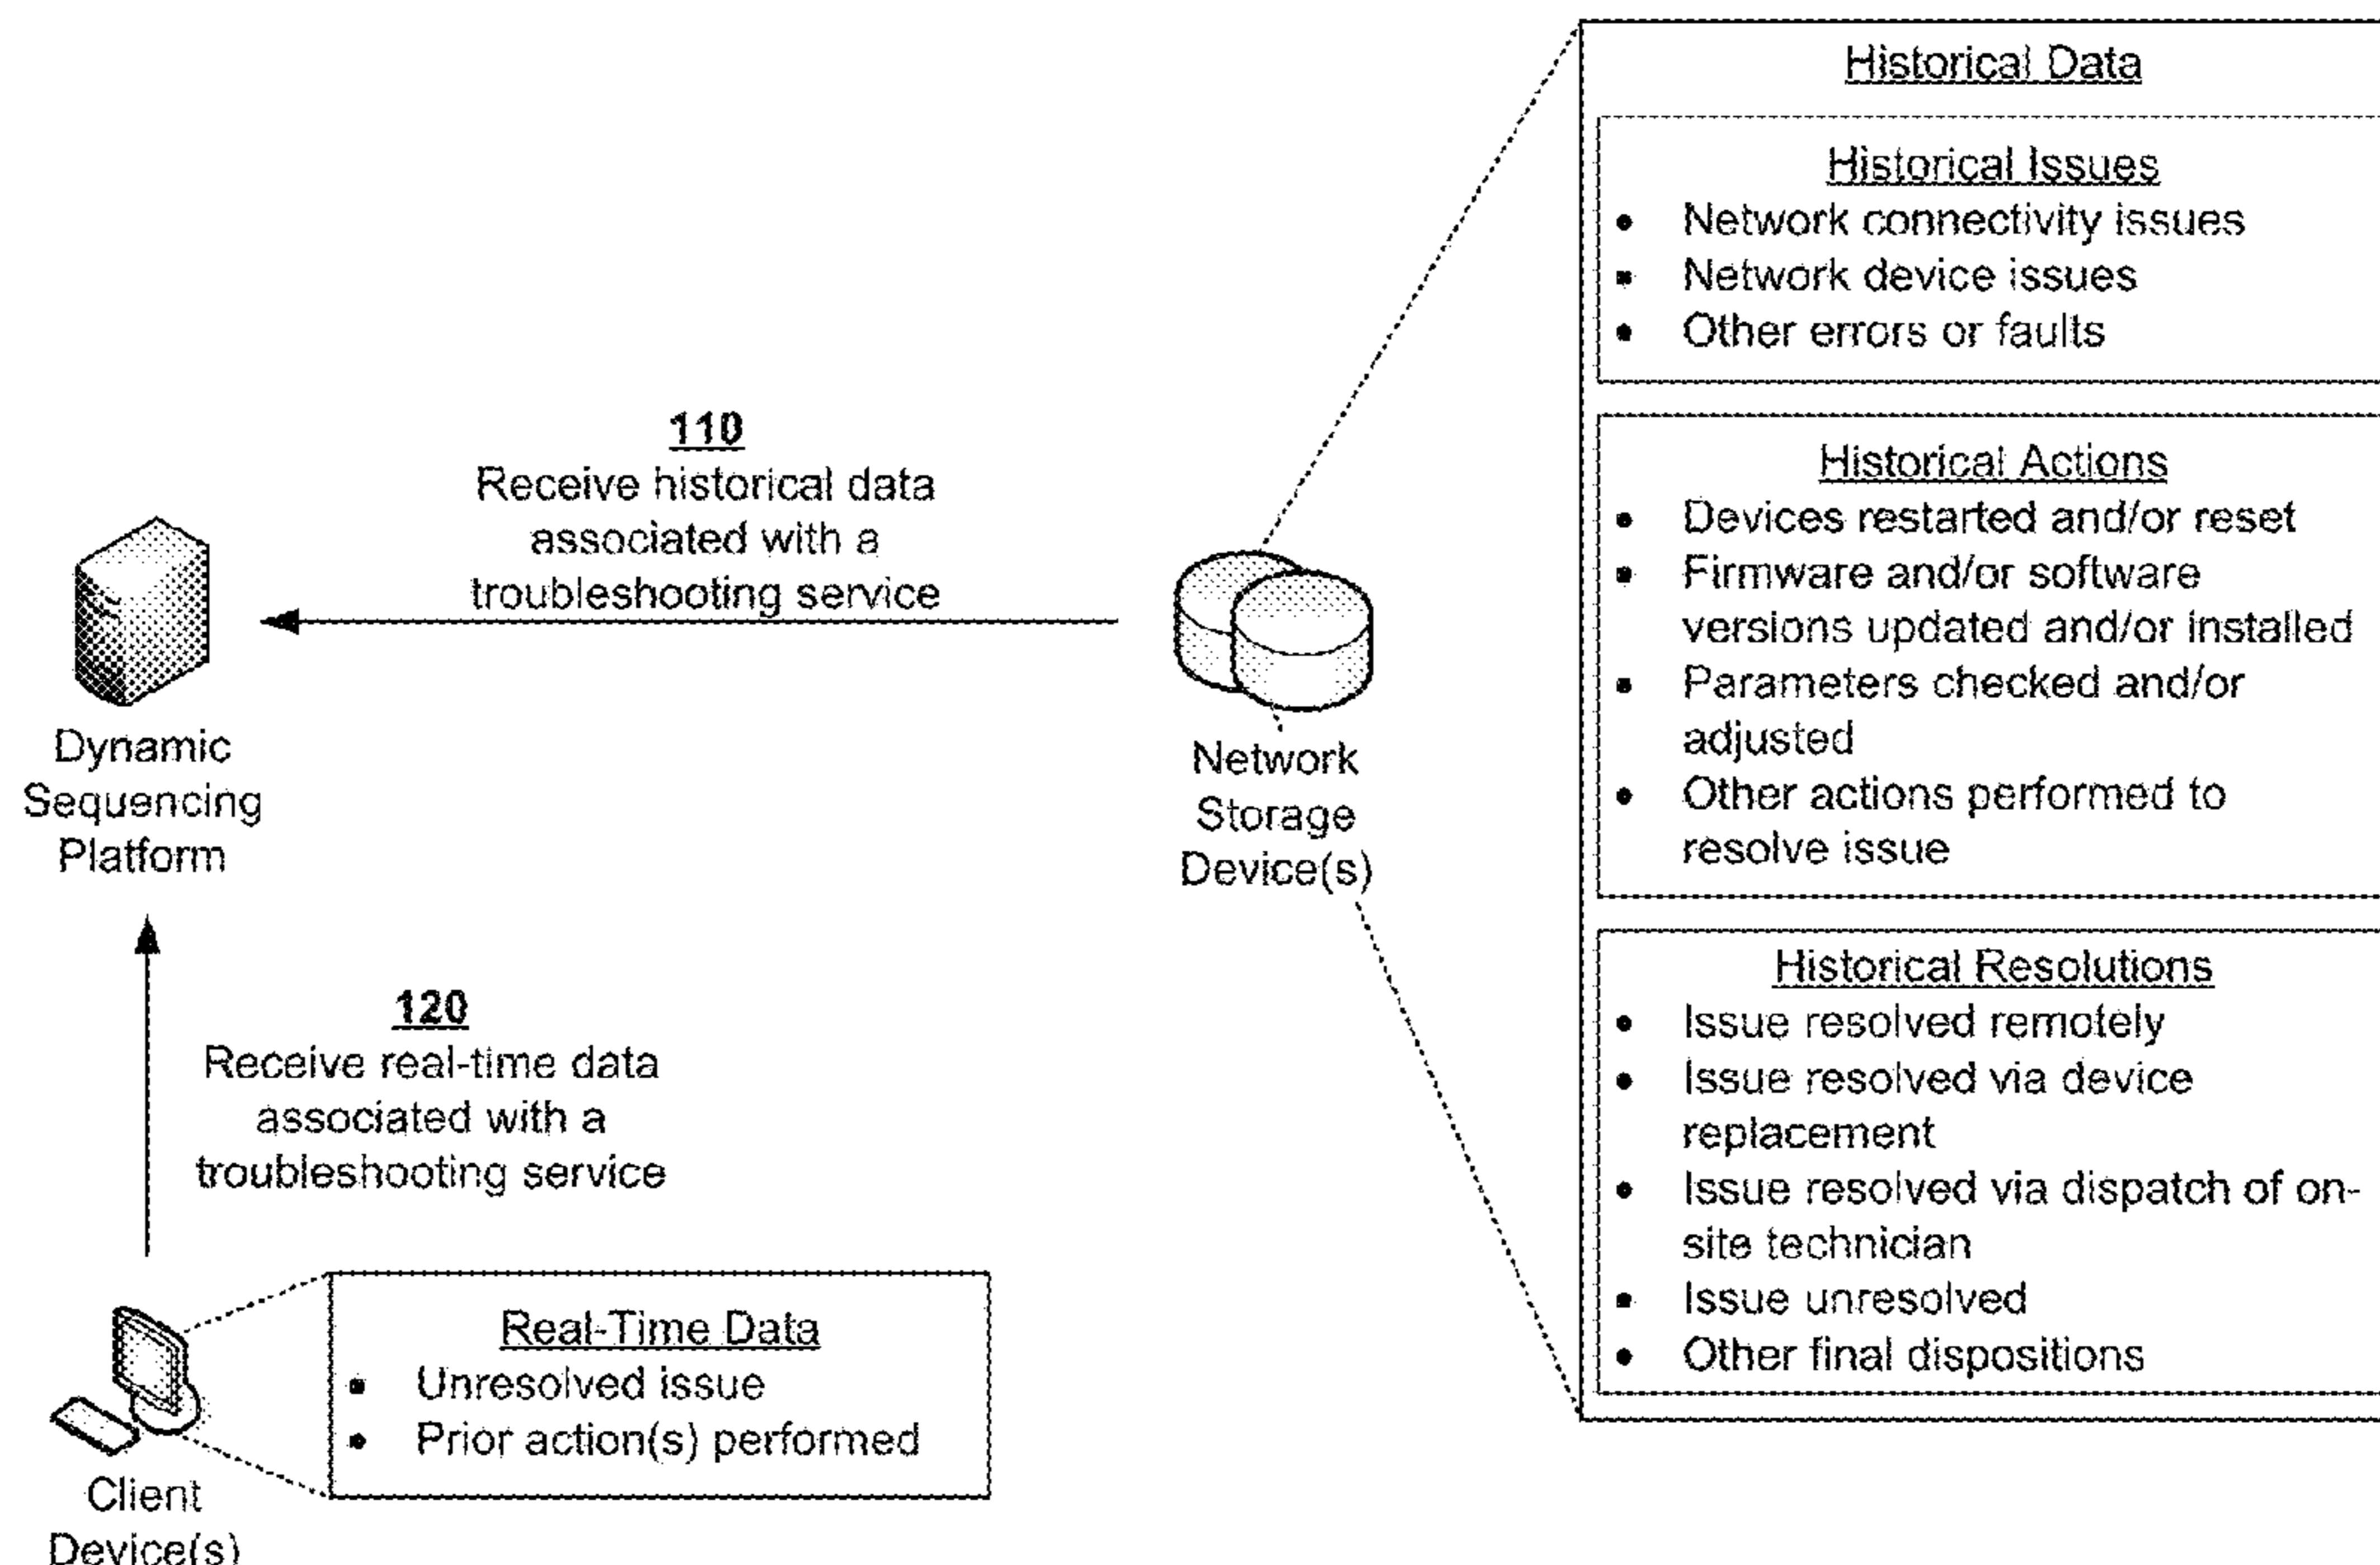 110
Receive historical data
associated with a
troubleshooting service
Dynamic
Sequencing
Platform
120
Receive real-time data
associated with a
troubleshooting service
Client
Device(s)
Real-Time Data
• Unresolved issue
• Prior action(s) performed
Network
Storage
Device(s)
Historical Data
Historical Issues
• Network connectivity issues
• Network device issues
• Other errors or faults
Historical Actions
• Devices restarted and/or reset
• Firmware and/or software
versions updated and/or installed
• Parameters checked and/or
adjusted
• Other actions performed to
resolve issue
Historical Resolutions
• Issue resolved remotely
• Issue resolved via device
replacement
• Issue resolved via dispatch of on-
site technician
• Issue unresolved
• Other final dispositions